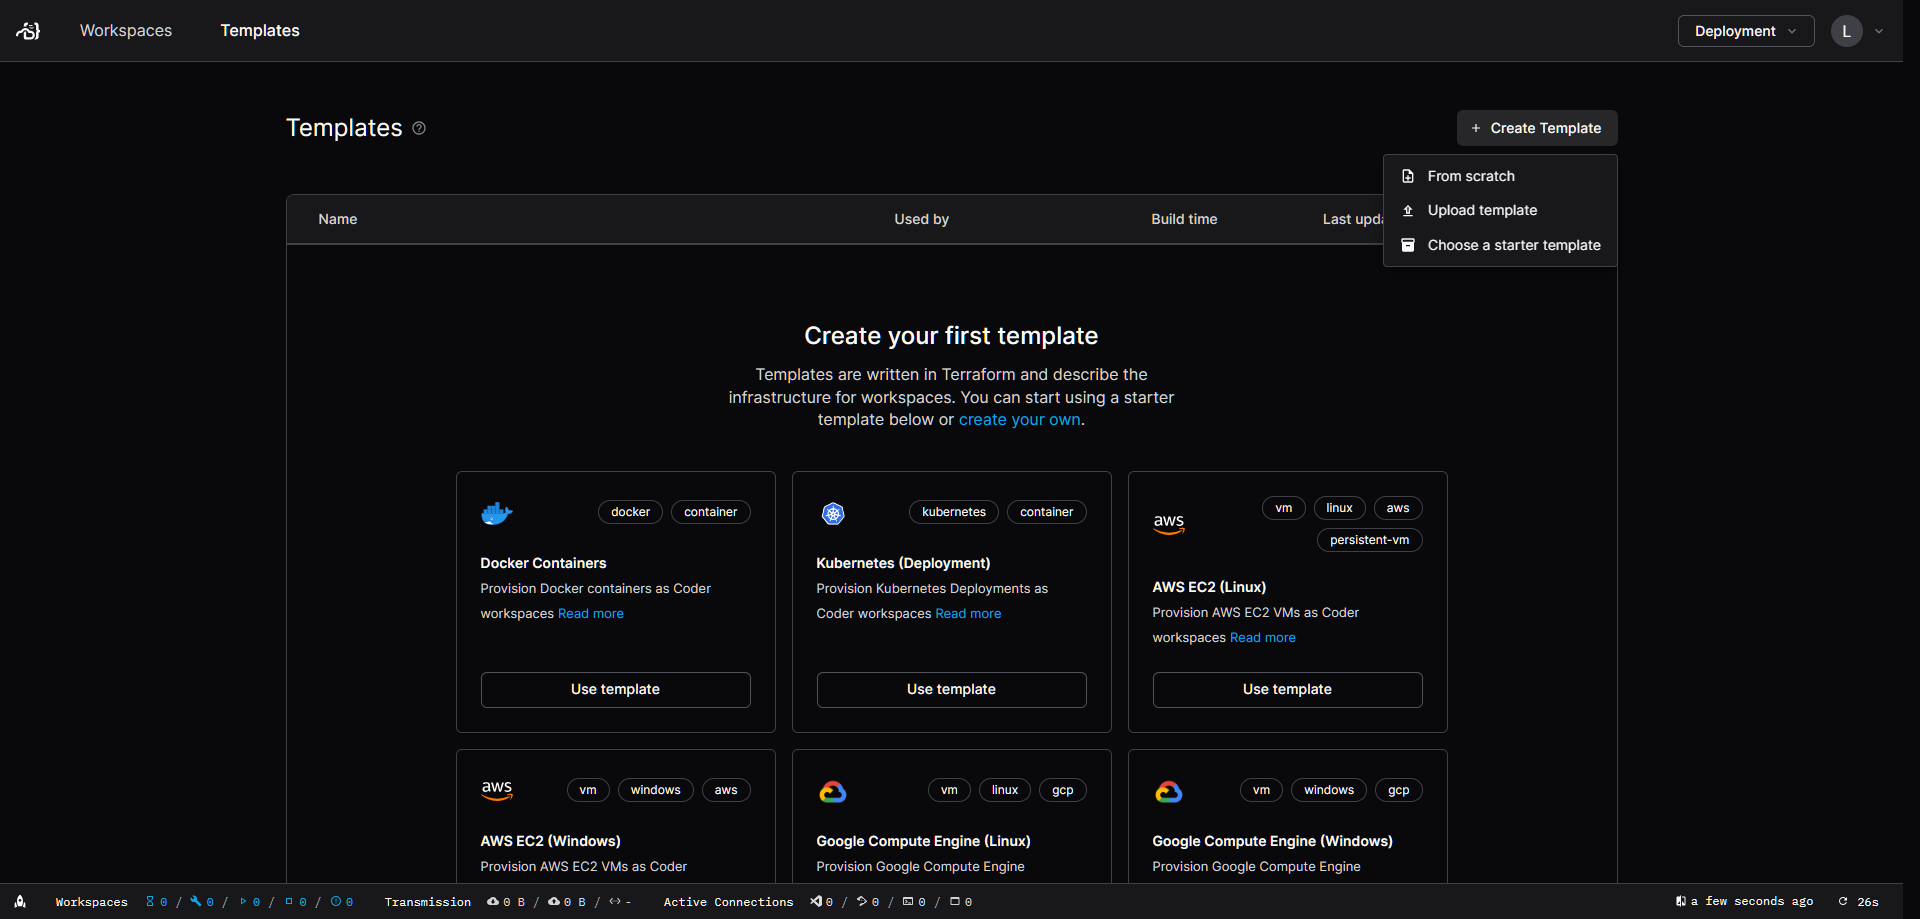 Workspaces
Templates
Deployment
L
Templates
Create Template
From scratch
Upload template
Choose a starter template
Name
Used by
Build time
Create your first template
Templates are written in Terraform and describe the
infrastructure for workspaces. You can start using a starter
template below or create your own.
docker
container
Docker Containers
Provision Docker containers as Coder
workspaces Read more
Use template
kubernetes
container
Kubernetes (Deployment)
Provision Kubernetes Deployments as
Coder workspaces Read more
Use template
aws
vm
linux
aws
persistent-vm
AWS EC2 (Linux)
Provision AWS EC2 VMs as Coder
workspaces Read more
Use template
aws
vm
windows
aws
AWS EC2 (Windows)
Provision AWS EC2 VMs as Coder
vm
linux
gcp
Google Compute Engine (Linux)
Provision Google Compute Engine
vm
windows
gcp
Google Compute Engine (Windows)
Provision Google Compute Engine
Workspaces 0 / 0 / 0 / 0 / 0
Transmission 0 B / 0 B / -
Active Connections 0 / 0 / 0 / 0
a few seconds ago
26s